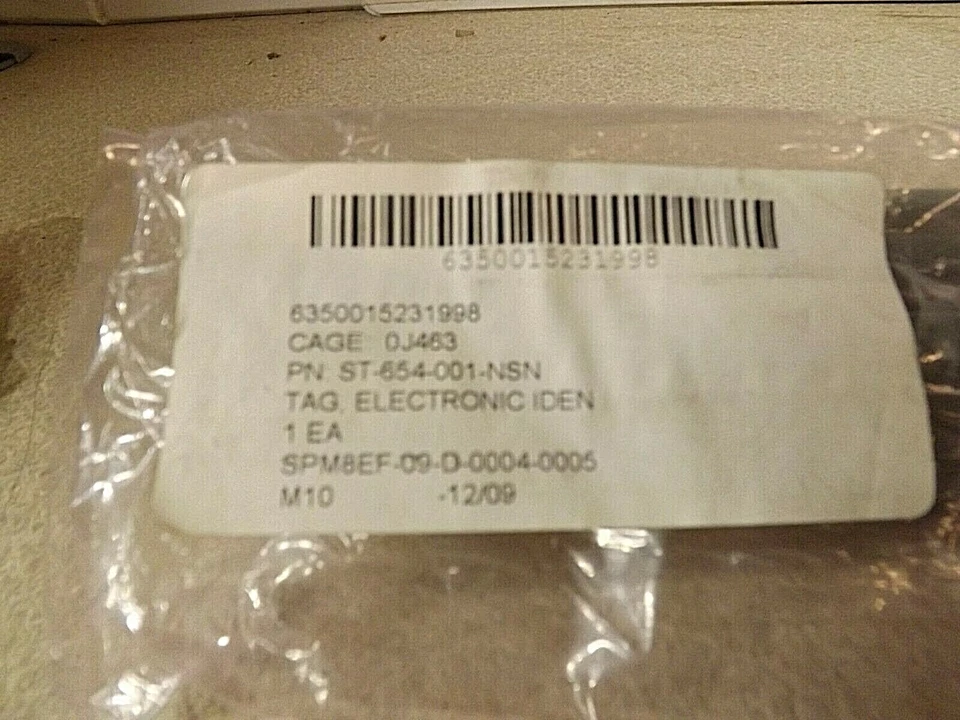 6350015231998
6350015231998
CAGE 0J463
PN ST-654-001-NSN
TAG, ELECTRONIC IDEN
1 EA
SPM8EF-09-D-0004-0005
M10 -12/09